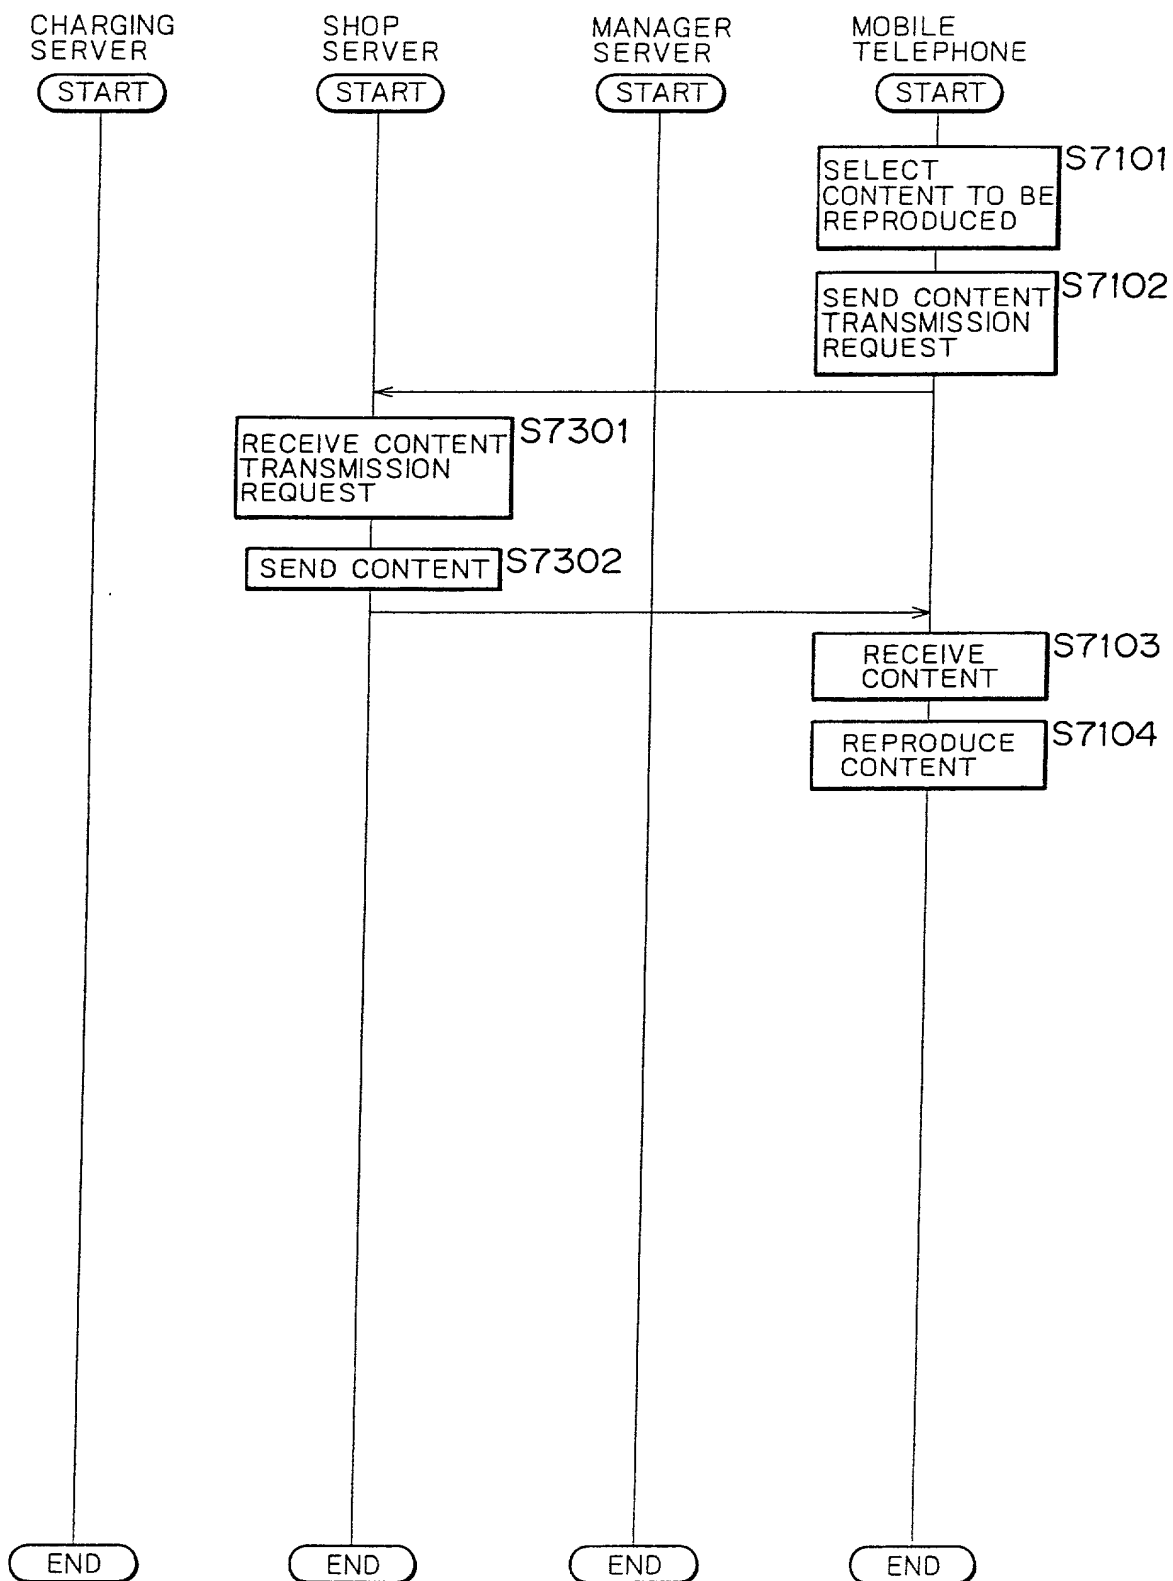 CHARGING
SERVER
SHOP
SERVER
MANAGER
SERVER
MOBILE
TELEPHONE
START
START
START
START
SELECT
CONTENT TO BE
REPRODUCED
S7101
SEND CONTENT
TRANSMISSION
REQUEST
S7102
RECEIVE CONTENT
TRANSMISSION
REQUEST
S7301
SEND CONTENT
S7302
RECEIVE
CONTENT
S7103
REPRODUCE
CONTENT
S7104
END
END
END
END